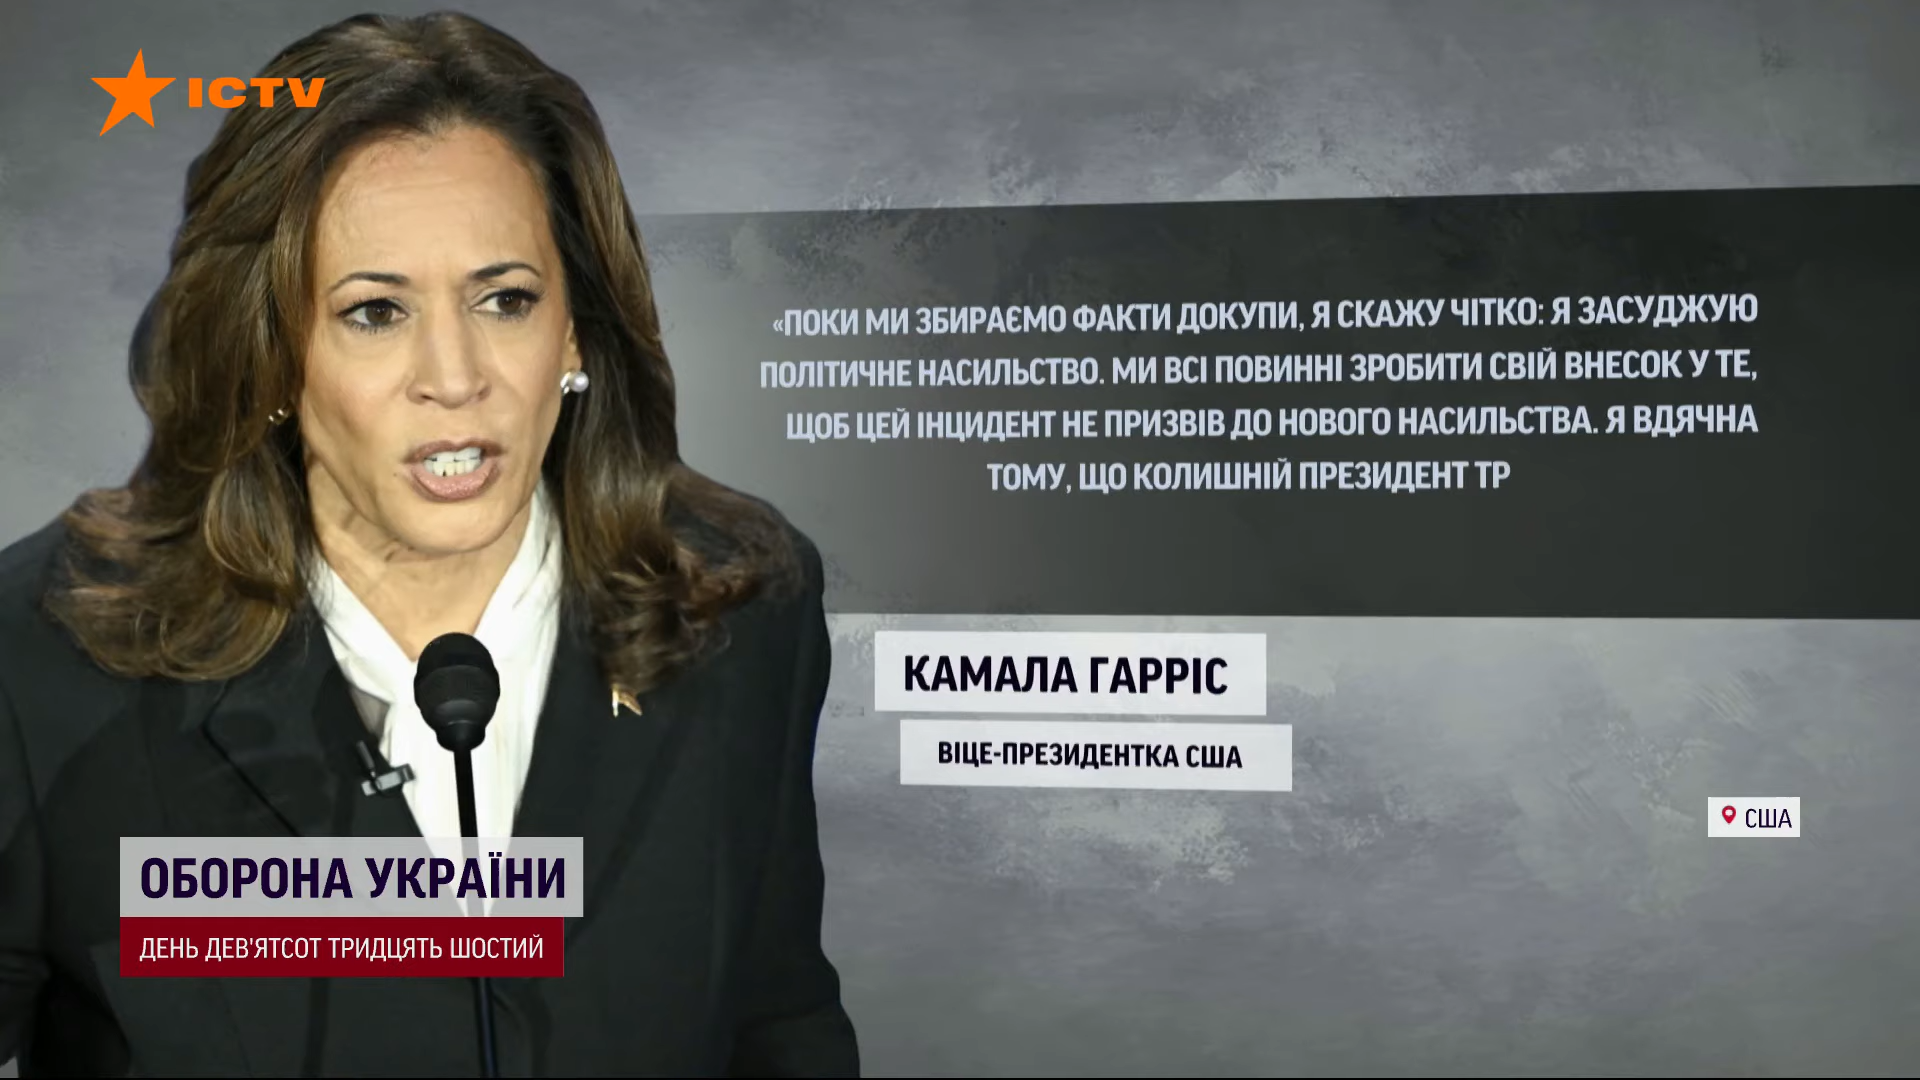 ICTV
«ПОКИ МИ ЗБИРАЄМО ФАКТИ ДОКУПИ, Я СКАЖУ ЧІТКО: Я ЗАСУДЖУЮ
ПОЛІТИЧНЕ НАСИЛЬСТВО. МИ ВСІ ПОВИННІ ЗРОБИТИ СВІЙ ВНЕСОК У ТЕ,
ЩОБ ЦЕЙ ІНЦИДЕНТ НЕ ПРИЗВІВ ДО НОВОГО НАСИЛЬСТВА. Я ВДЯЧНА
ТОМУ, ЩО КОЛИШНІЙ ПРЕЗИДЕНТ ТР
КАМАЛА ГАРРІС
ВІЦЕ-ПРЕЗИДЕНТКА США
США
ОБОРОНА УКРАЇНИ
ДЕНЬ ДЕВ'ЯТСОТ ТРИДЦЯТЬ ШОСТИЙ